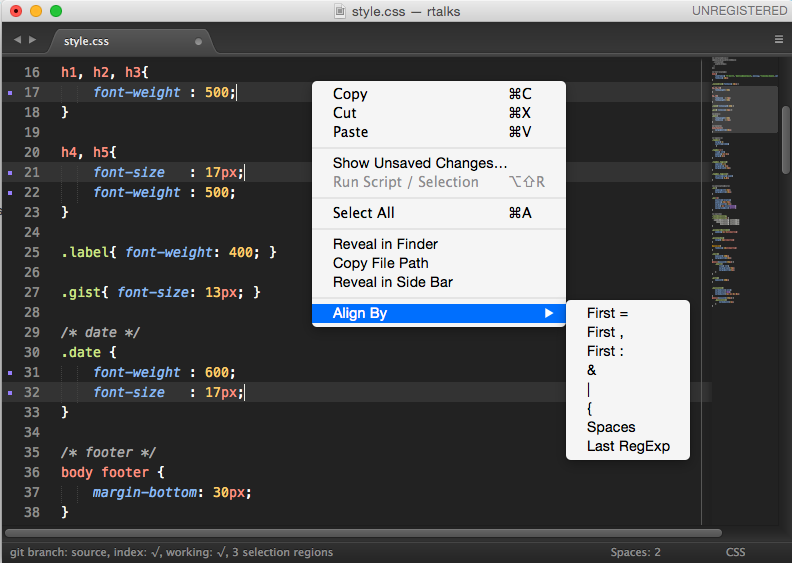 style.css — rtalks
UNREGISTERED
style.css
16 h1, h2, h3{
17 font-weight : 500;
18 }
19
20 h4, h5{
21 font-size   : 17px;
22 font-weight : 500;
23 }
24
25 .label{ font-weight: 400; }
26
27 .gist{ font-size: 13px; }
28
29 /* date */
30 .date {
31 font-weight : 600;
32 font-size   : 17px;
33 }
34
35 /* footer */
36 body footer {
37 margin-bottom: 30px;
38 }
Copy ⌘C
Cut ⌘X
Paste ⌘V
Show Unsaved Changes…
Run Script / Selection ⌥⇧R
Select All ⌘A
Reveal in Finder
Copy File Path
Reveal in Side Bar
Align By
First =
First ,
First :
&
|
{
Spaces
Last RegExp
git branch: source, index: √, working: √, 3 selection regions
Spaces: 2
CSS